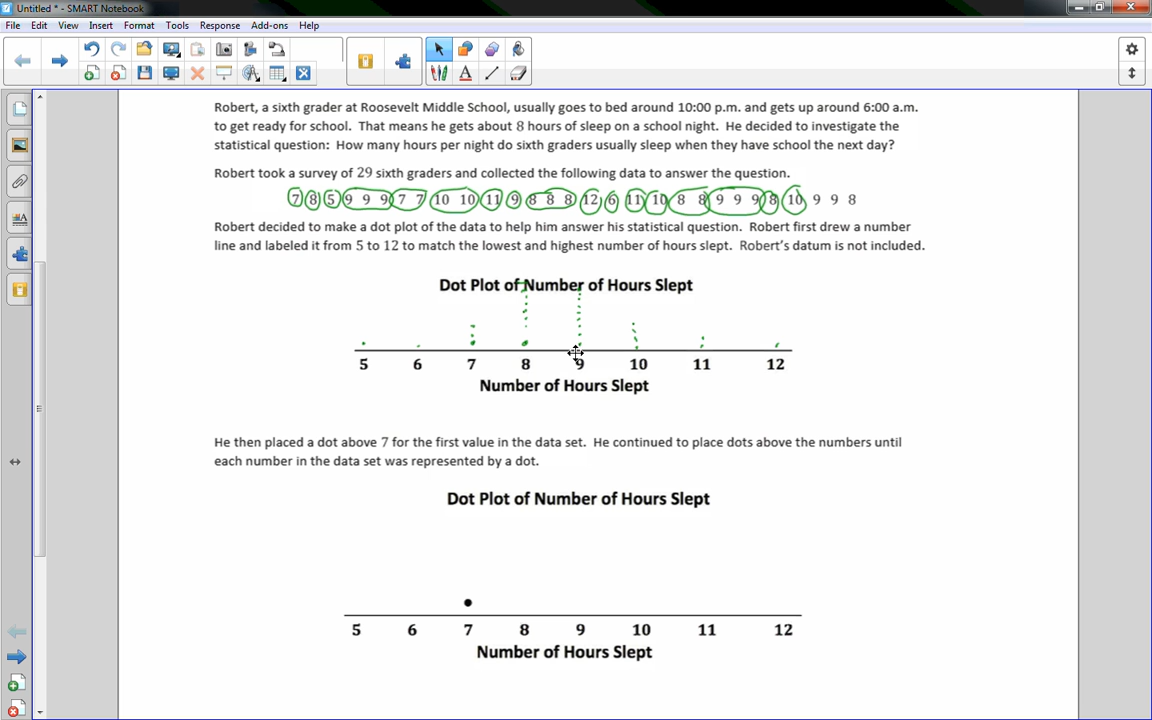 Untitled * - SMART Notebook
File Edit View Insert Format Tools Response Add-ons Help
Robert, a sixth grader at Roosevelt Middle School, usually goes to bed around 10:00 p.m. and gets up around 6:00 a.m.
to get ready for school. That means he gets about 8 hours of sleep on a school night. He decided to investigate the
statistical question: How many hours per night do sixth graders usually sleep when they have school the next day?
Robert took a survey of 29 sixth graders and collected the following data to answer the question.
7 8 5 9 9 9 7 7 10 10 11 9 8 8 8 12 6 11 10 8 8 9 9 9 8 10 9 9 8
Robert decided to make a dot plot of the data to help him answer his statistical question. Robert first drew a number
line and labeled it from 5 to 12 to match the lowest and highest number of hours slept. Robert's datum is not included.
Dot Plot of Number of Hours Slept
5 6 7 8 9 10 11 12
Number of Hours Slept
He then placed a dot above 7 for the first value in the data set. He continued to place dots above the numbers until
each number in the data set was represented by a dot.
Dot Plot of Number of Hours Slept
5 6 7 8 9 10 11 12
Number of Hours Slept